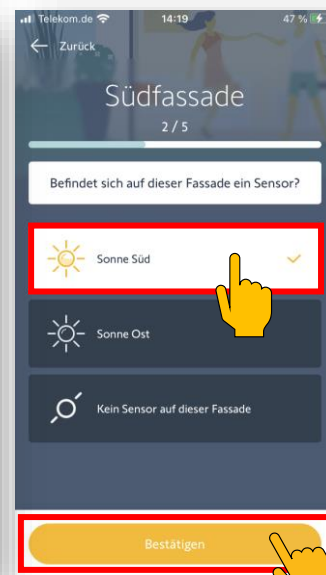 Telekom.de 14:19 47 %
Zurück
Südfassade
2 / 5
Befindet sich auf dieser Fassade ein Sensor?
Sonne Süd
Sonne Ost
Kein Sensor auf dieser Fassade
Bestätigen